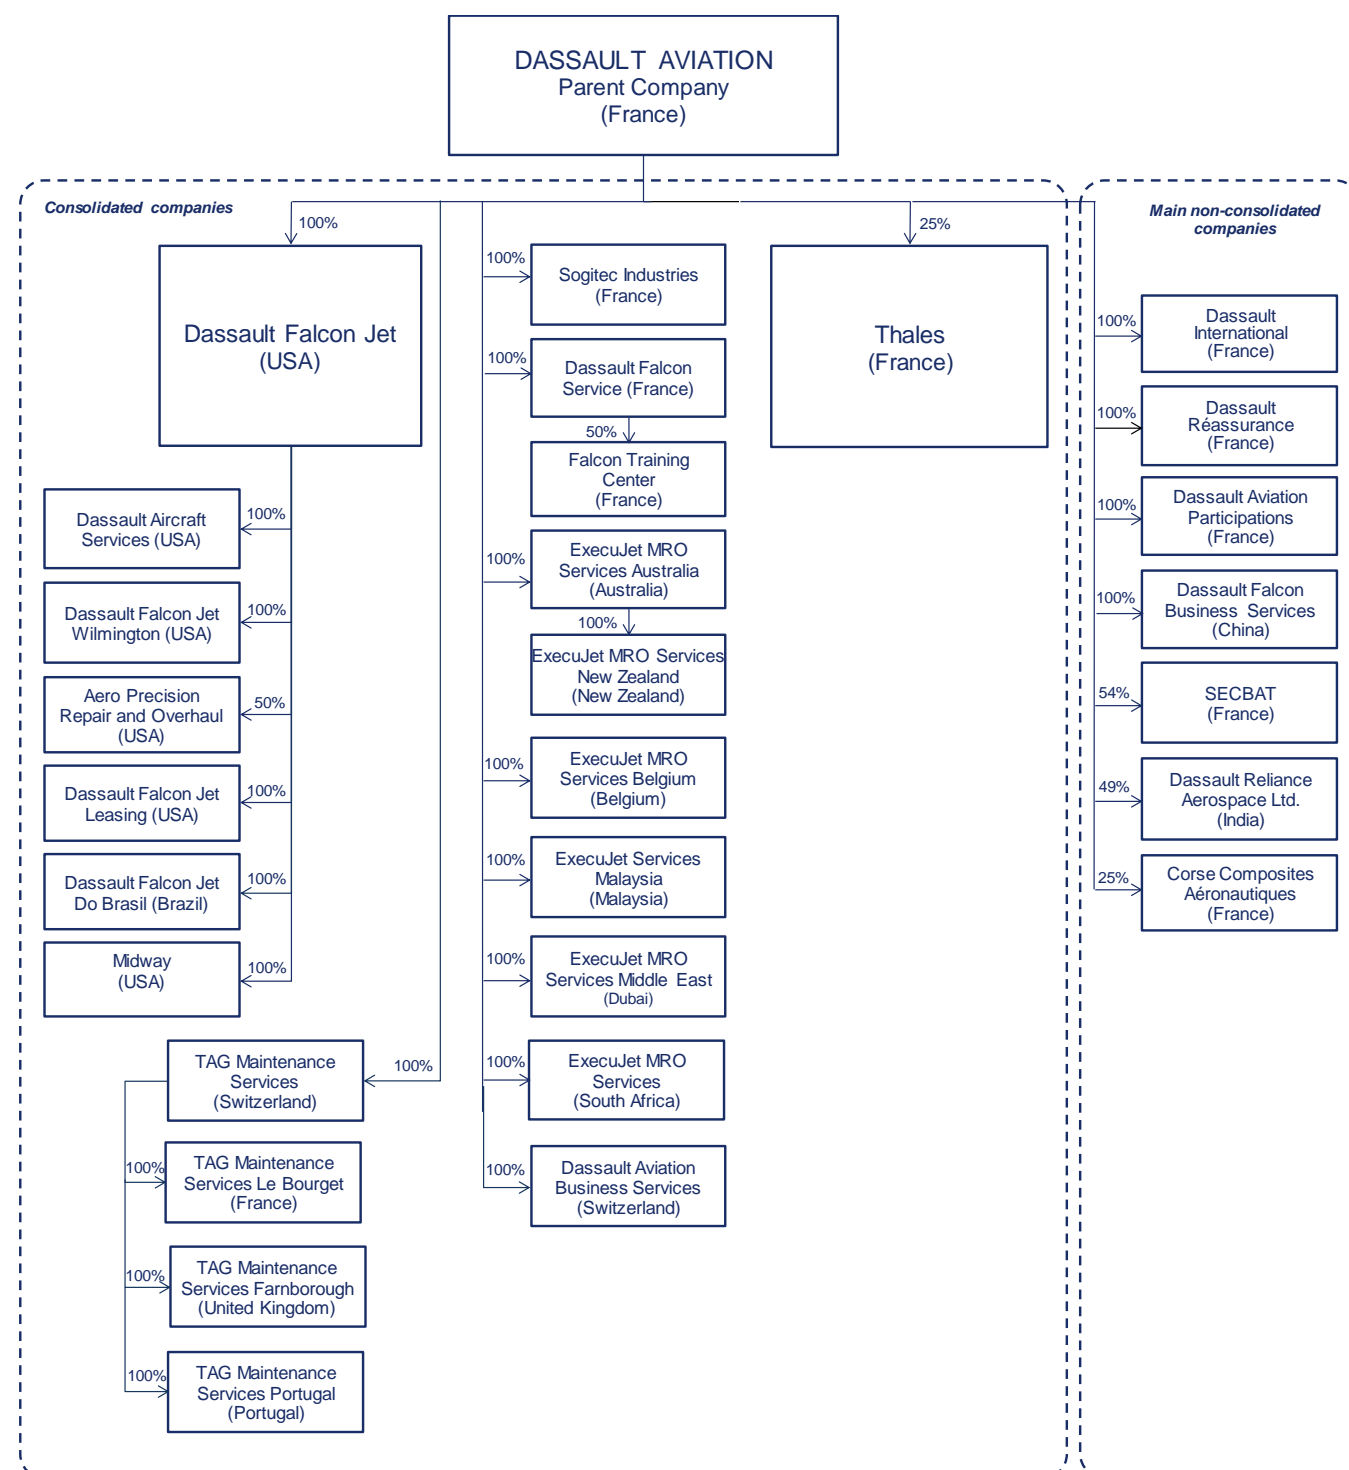 DASSAULT AVIATION
Parent Company
(France)
Consolidated companies
100%
Dassault Falcon Jet
(USA)
100%
Dassault Aircraft
Services (USA)
100%
Dassault Falcon Jet
Wilmington (USA)
50%
Aero Precision
Repair and Overhaul
(USA)
100%
Dassault Falcon Jet
Leasing (USA)
100%
Dassault Falcon Jet
Do Brasil (Brazil)
100%
Midway
(USA)
100%
TAG Maintenance
Services
(Switzerland)
100%
TAG Maintenance
Services Le Bourget
(France)
100%
TAG Maintenance
Services Farnborough
(United Kingdom)
100%
TAG Maintenance
Services Portugal
(Portugal)
100%
Sogitec Industries
(France)
100%
Dassault Falcon
Service (France)
50%
Falcon Training
Center
(France)
100%
ExecuJet MRO
Services Australia
(Australia)
100%
ExecuJet MRO Services
New Zealand
(New Zealand)
100%
ExecuJet MRO
Services Belgium
(Belgium)
100%
ExecuJet Services
Malaysia
(Malaysia)
100%
ExecuJet MRO
Services Middle East
(Dubai)
100%
ExecuJet MRO
Services
(South Africa)
100%
Dassault Aviation
Business Services
(Switzerland)
25%
Thales
(France)
Main non-consolidated
companies
100%
Dassault
International
(France)
100%
Dassault
Réassurance
(France)
100%
Dassault Aviation
Participations
(France)
100%
Dassault Falcon
Business Services
(China)
54%
SECBAT
(France)
49%
Dassault Reliance
Aerospace Ltd.
(India)
25%
Corse Composites
Aéronautiques
(France)